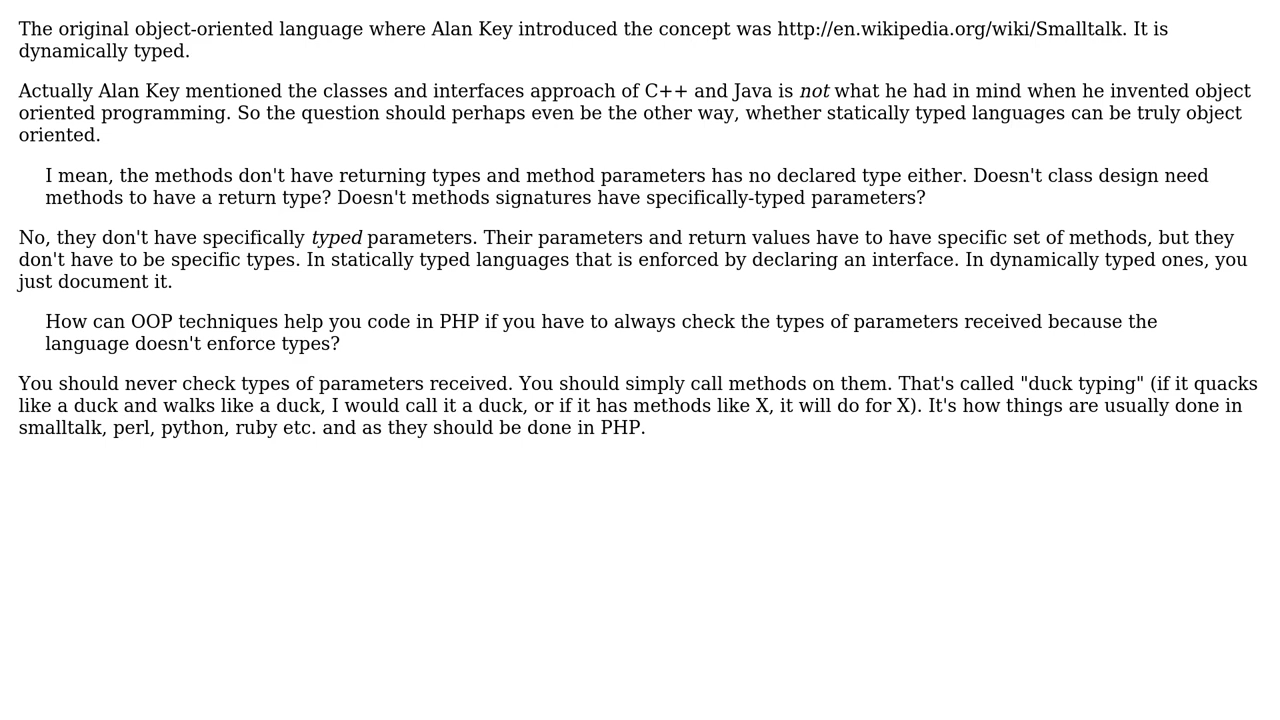 The original object-oriented language where Alan Key introduced the concept was http://en.wikipedia.org/wiki/Smalltalk. It is
dynamically typed.
Actually Alan Key mentioned the classes and interfaces approach of C++ and Java is not what he had in mind when he invented object
oriented programming. So the question should perhaps even be the other way, whether statically typed languages can be truly object
oriented.
I mean, the methods don't have returning types and method parameters has no declared type either. Doesn't class design need
methods to have a return type? Doesn't methods signatures have specifically-typed parameters?
No, they don't have specifically typed parameters. Their parameters and return values have to have specific set of methods, but they
don't have to be specific types. In statically typed languages that is enforced by declaring an interface. In dynamically typed ones, you
just document it.
How can OOP techniques help you code in PHP if you have to always check the types of parameters received because the
language doesn't enforce types?
You should never check types of parameters received. You should simply call methods on them. That's called "duck typing" (if it quacks
like a duck and walks like a duck, I would call it a duck, or if it has methods like X, it will do for X). It's how things are usually done in
smalltalk, perl, python, ruby etc. and as they should be done in PHP.